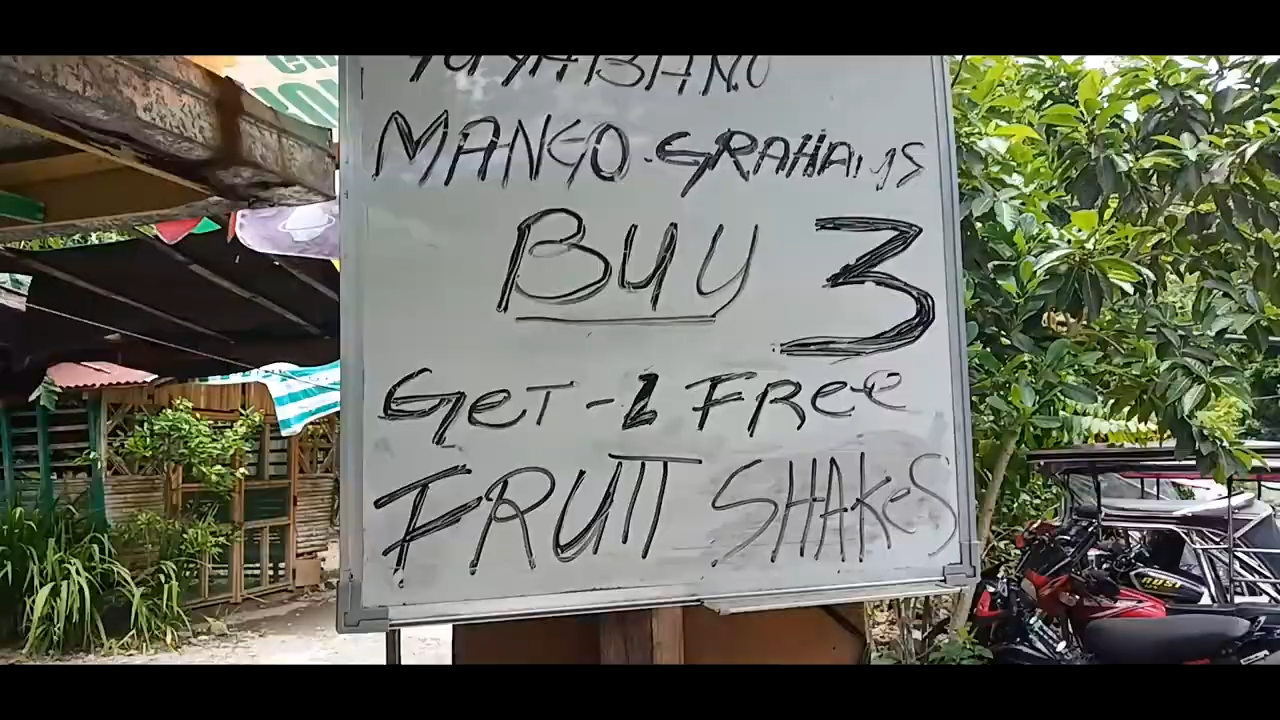 GUYABANO
MANGO-GRAHAMS
BUY 3
GeT-1 FRee
FRUIT SHAKeS